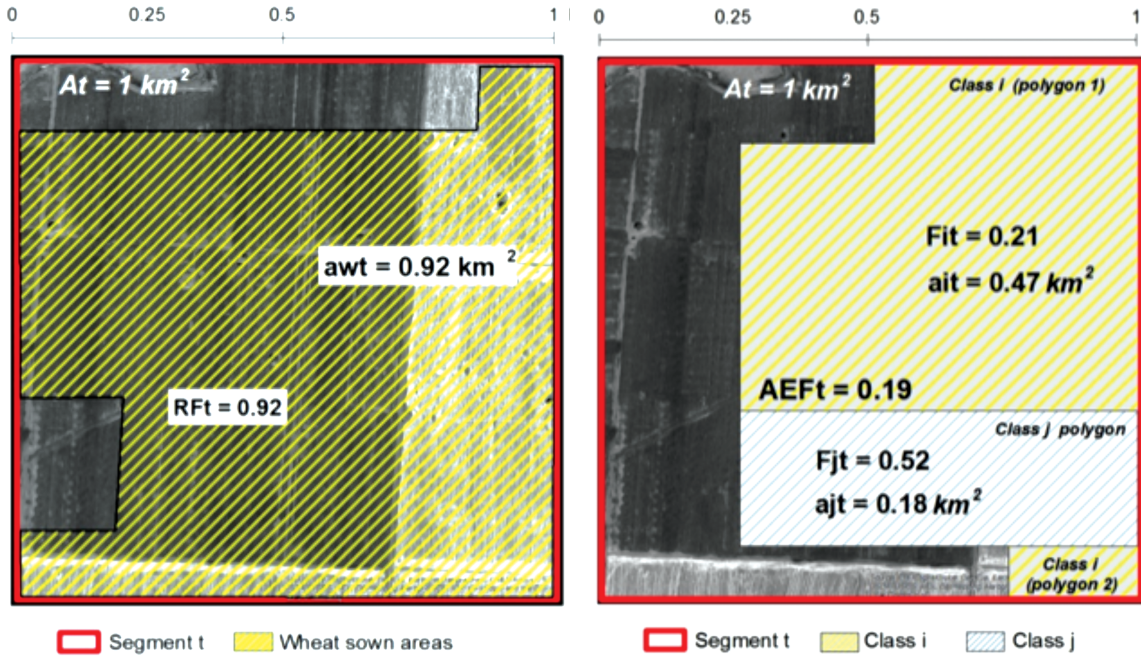 0 0.25 0.5 1
At = 1 km²
awt = 0.92 km ²
RFt = 0.92
Segment t Wheat sown areas
0 0.25 0.5 1
At = 1 km²
Class i (polygon 1)
Fit = 0.21
ait = 0.47 km²
AEFt = 0.19
Class j polygon
Fjt = 0.52
ajt = 0.18 km²
Class i
(polygon 2)
Segment t Class i Class j